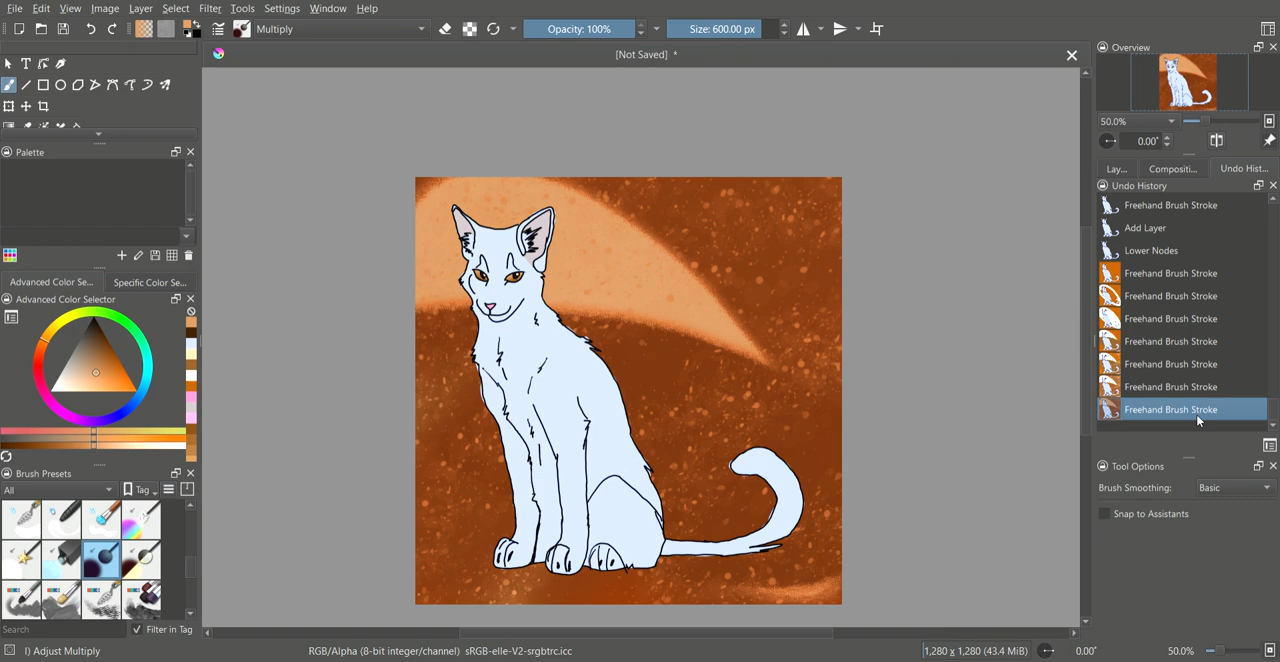 File Edit View Image Layer Select Filter Tools Settings Window Help
Multiply Opacity: 100% Size: 600.00 px
[Not Saved] *
Overview
50.0%
0.00°
Palette
Lay... Compositi... Undo Hist...
Undo History
Freehand Brush Stroke
Add Layer
Lower Nodes
Freehand Brush Stroke
Freehand Brush Stroke
Freehand Brush Stroke
Freehand Brush Stroke
Freehand Brush Stroke
Freehand Brush Stroke
Freehand Brush Stroke
Advanced Color Se... Specific Color Se...
Advanced Color Selector
Brush Presets
All Tag
Search Filter in Tag
Tool Options
Brush Smoothing: Basic
Snap to Assistants
I) Adjust Multiply RGB/Alpha (8-bit integer/channel) sRGB-elle-V2-srgbtrc.icc 1,280 x 1,280 (43.4 MiB) 0.00° 50.0%